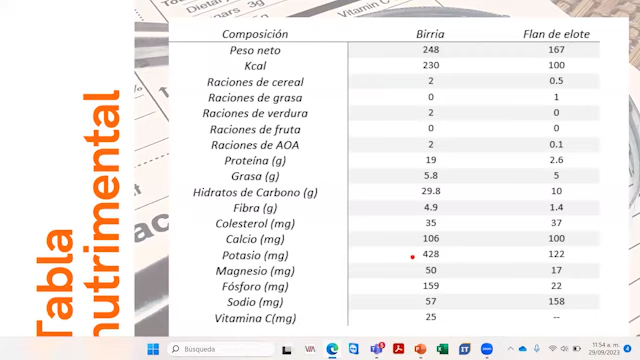 Tabla
nutrimental
Composición Birria Flan de elote
Peso neto 248 167
Kcal 230 100
Raciones de cereal 2 0.5
Raciones de grasa 0 1
Raciones de verdura 2 0
Raciones de fruta 0 0
Raciones de AOA 2 0.1
Proteína (g) 19 2.6
Grasa (g) 5.8 5
Hidratos de Carbono (g) 29.8 10
Fibra (g) 4.9 1.4
Colesterol (mg) 35 37
Calcio (mg) 106 100
Potasio (mg) 428 122
Magnesio (mg) 50 17
Fósforo (mg) 159 22
Sodio (mg) 57 158
Vitamina C(mg) 25 --
Búsqueda
11:54 a. m.
29/09/2023